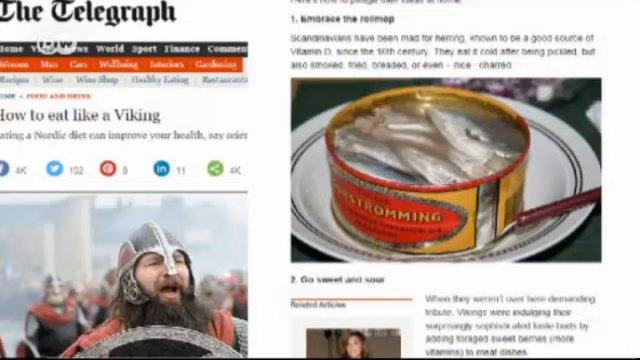 The Telegraph
Home
News World Sport Finance Comment
Women Men Cars Wellbeing Interiors Gardening
Recipes Wine Wine Shop Healthy Eating Restaurants
FOOD AND DRINK
How to eat like a Viking
ating a Nordic diet can improve your health, say scien
4K 192 11 4K
1. Embrace the rollmop
Scandinavians have been mad for herring, known to be a good source of
Vitamin D, since the 16th century. They eat it cold after being pickled, but
also smoked, fried, breaded, or even - nice - charred.
STRÖMMING
2. Go sweet and sour
Related Articles
When they weren't over here demanding
tribute, Vikings were indulging their
surprisingly sophisticated taste buds by
adding foraged sweet berries (more
vitamins) to meat dishes.